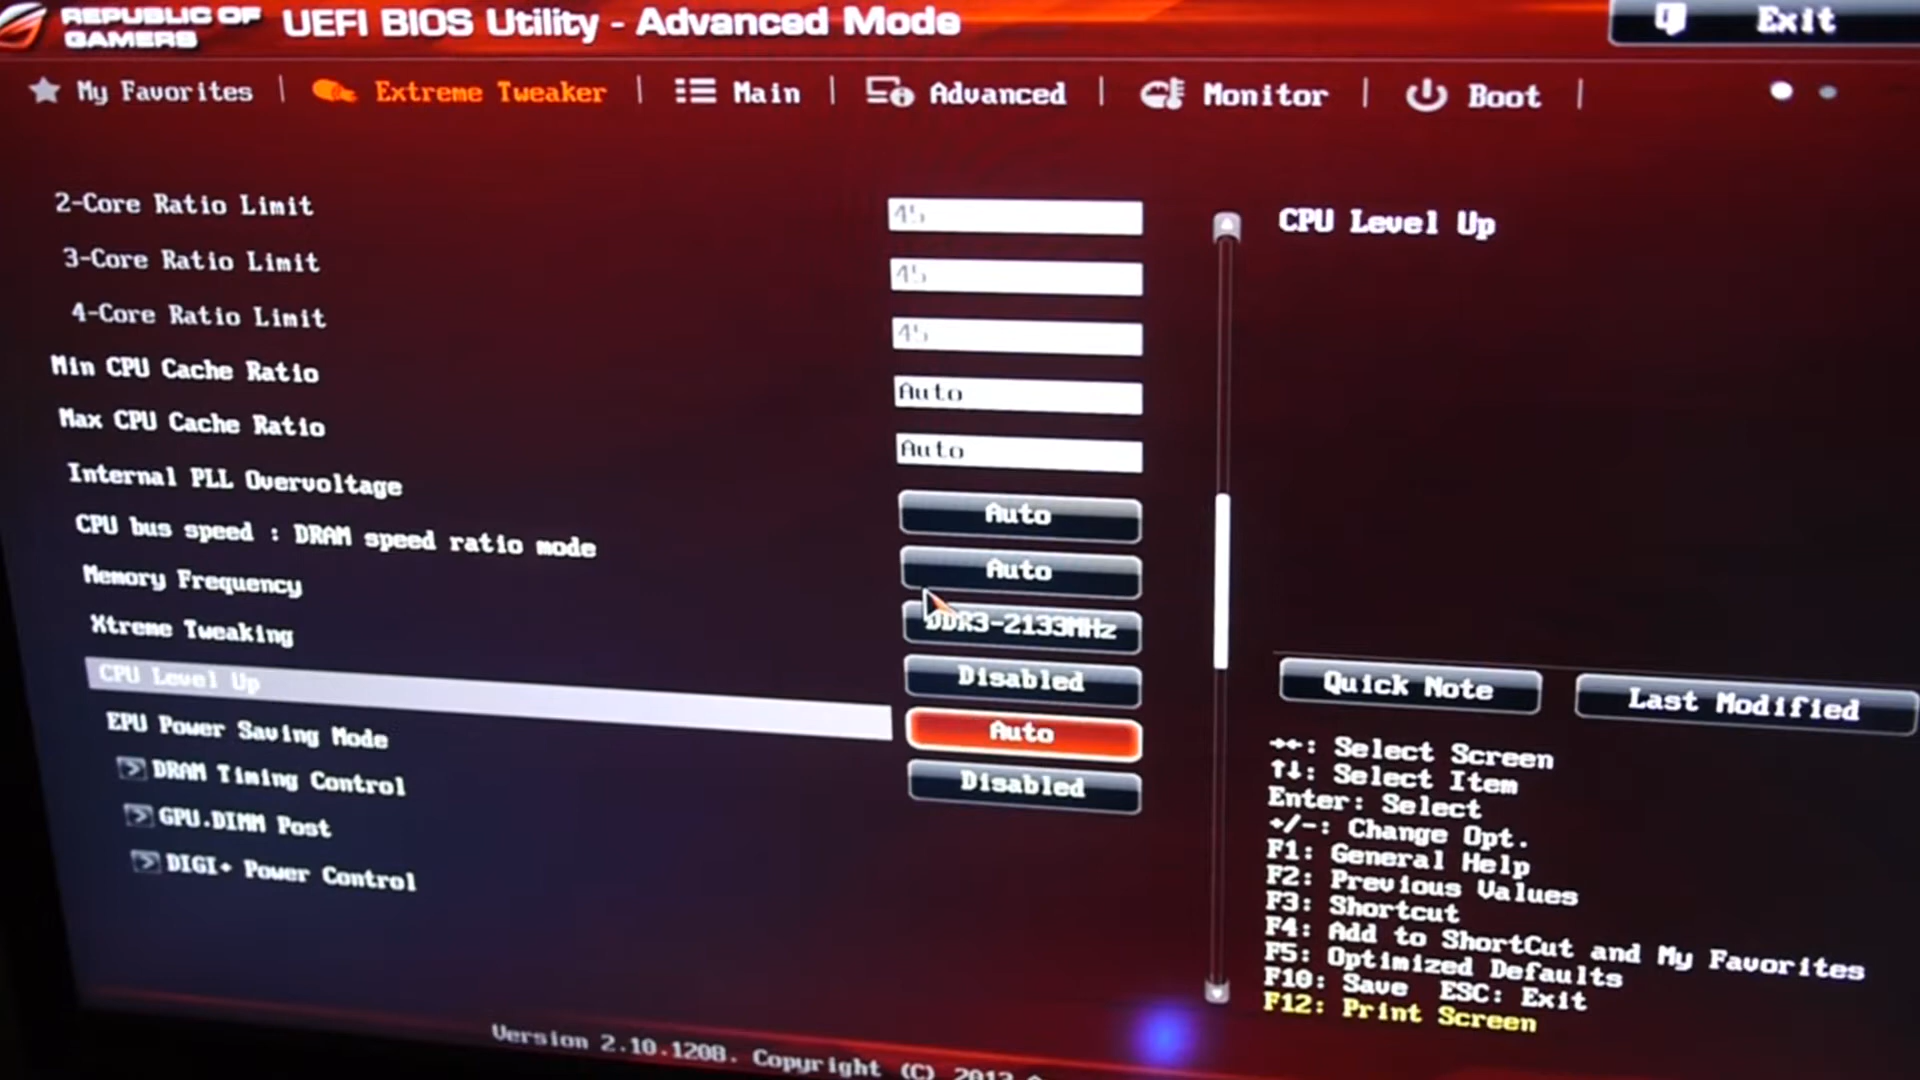 REPUBLIC OF
GAMERS
UEFI BIOS Utility - Advanced Mode
Exit
My Favorites
Extreme Tweaker
Main
Advanced
Monitor
Boot
2-Core Ratio Limit
45
3-Core Ratio Limit
45
4-Core Ratio Limit
45
Min CPU Cache Ratio
Auto
Max CPU Cache Ratio
Auto
Internal PLL Overvoltage
Auto
CPU bus speed : DRAM speed ratio mode
Auto
Memory Frequency
DDR3-2133MHz
Xtreme Tweaking
Disabled
CPU Level Up
Auto
EPU Power Saving Mode
Disabled
DRAM Timing Control
GPU.DIMM Post
DIGI+ Power Control
CPU Level Up
Quick Note
Last Modified
→←: Select Screen
↑↓: Select Item
Enter: Select
+/-: Change Opt.
F1: General Help
F2: Previous Values
F3: Shortcut
F4: Add to ShortCut and My Favorites
F5: Optimized Defaults
F10: Save ESC: Exit
F12: Print Screen
Version 2.10.1208. Copyright (C)